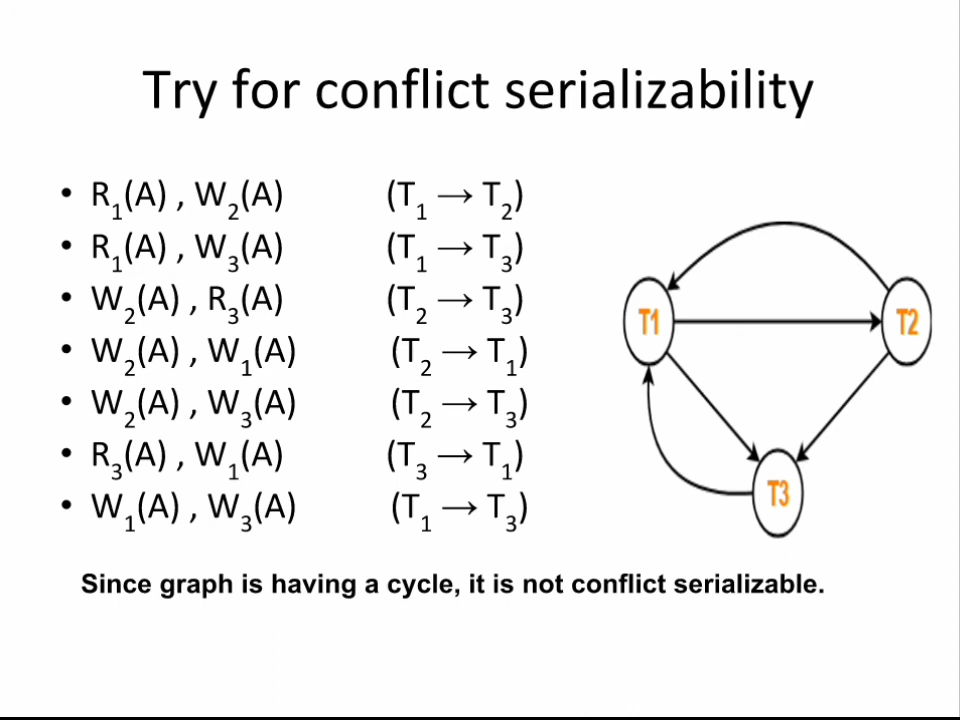 Try for conflict serializability
• R1(A) , W2(A) (T1 → T2)
• R1(A) , W3(A) (T1 → T3)
• W2(A) , R3(A) (T2 → T3)
• W2(A) , W1(A) (T2 → T1)
• W2(A) , W3(A) (T2 → T3)
• R3(A) , W1(A) (T3 → T1)
• W1(A) , W3(A) (T1 → T3)
T1
T2
T3
Since graph is having a cycle, it is not conflict serializable.